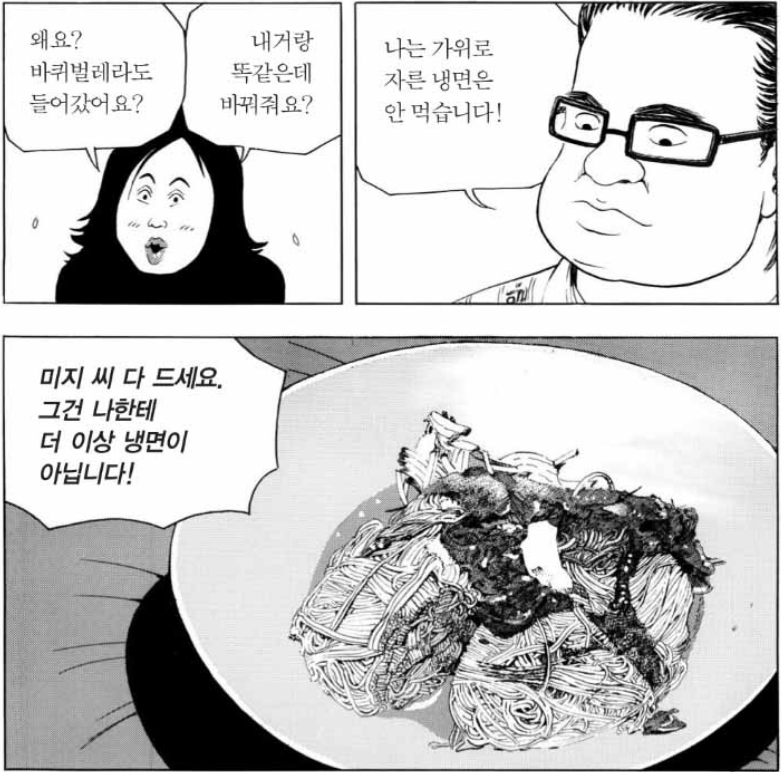 왜요?
바퀴벌레라도
들어갔어요?
내거랑
똑같은데
바꿔줘요?
나는 가위로
자른 냉면은
안 먹습니다!
미지 씨 다 드세요.
그건 나한테
더 이상 냉면이
아닙니다!